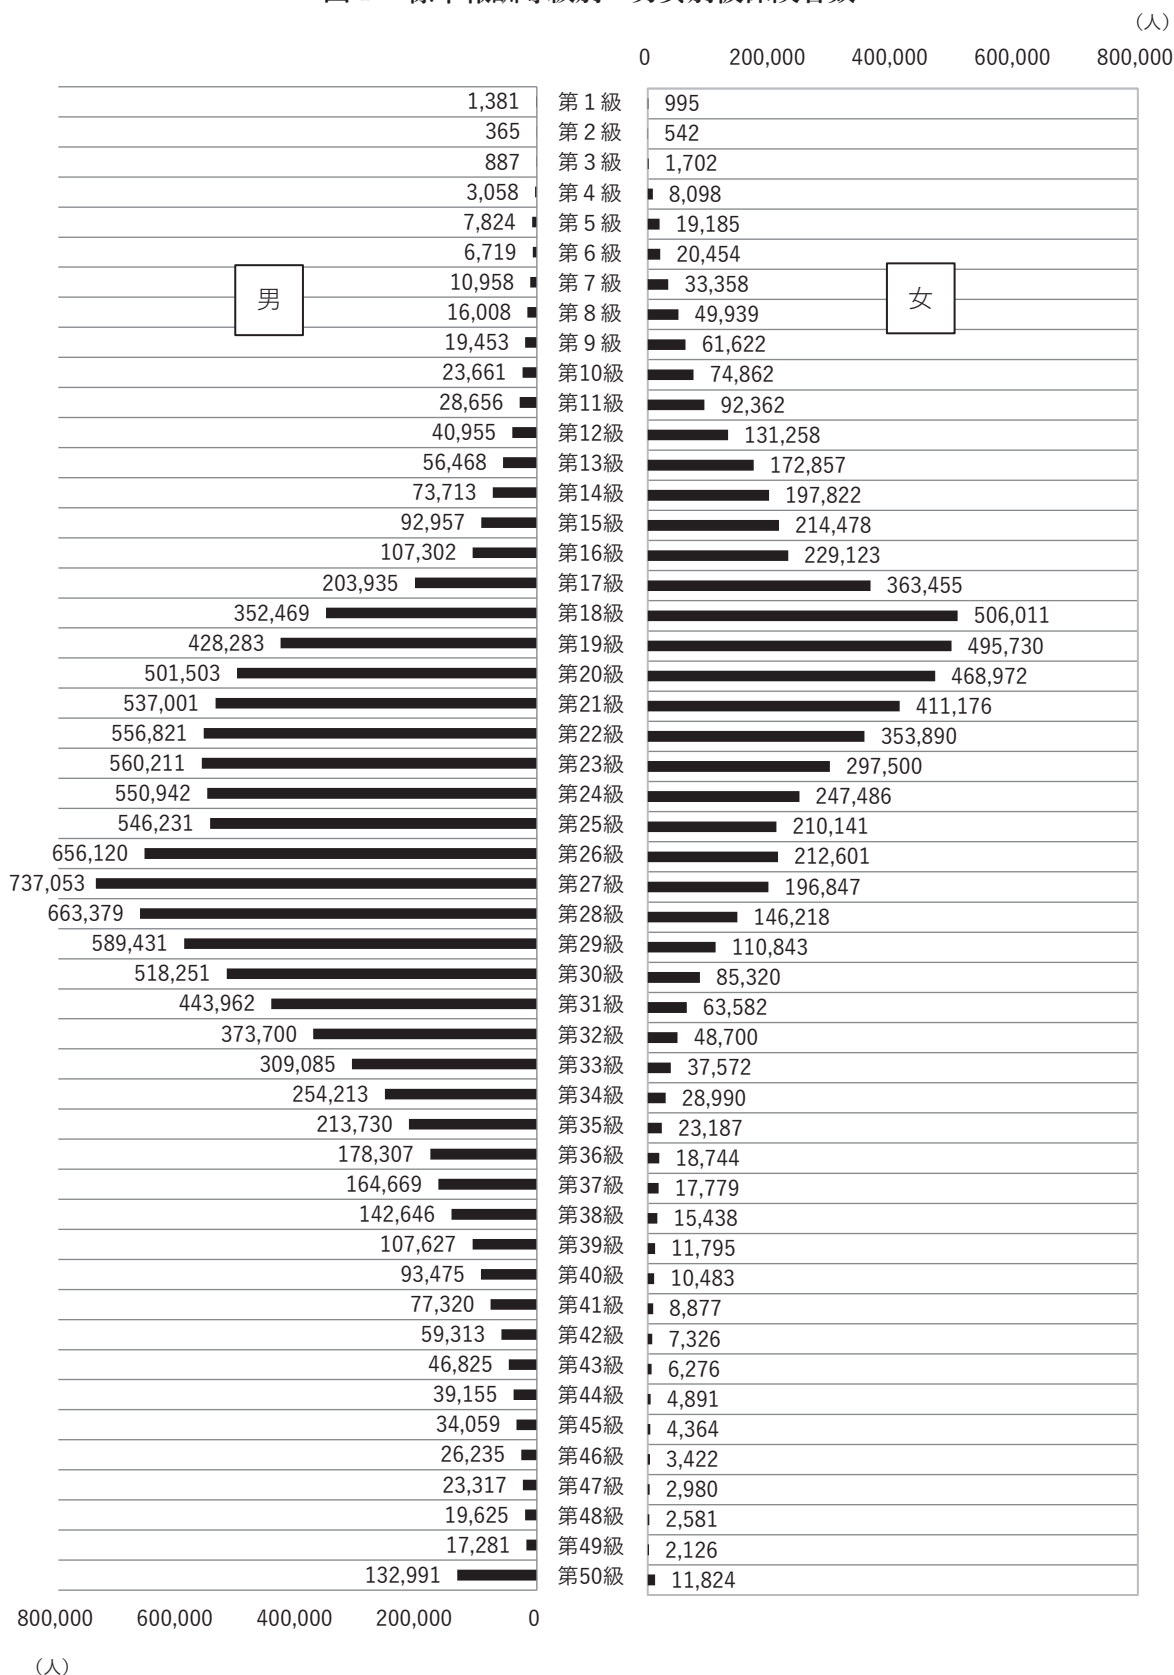 (人)
0 200,000 400,000 600,000 800,000
1,381 第1級 995
365 第2級 542
887 第3級 1,702
3,058 第4級 8,098
7,824 第5級 19,185
6,719 第6級 20,454
10,958 第7級 33,358
男 女
16,008 第8級 49,939
19,453 第9級 61,622
23,661 第10級 74,862
28,656 第11級 92,362
40,955 第12級 131,258
56,468 第13級 172,857
73,713 第14級 197,822
92,957 第15級 214,478
107,302 第16級 229,123
203,935 第17級 363,455
352,469 第18級 506,011
428,283 第19級 495,730
501,503 第20級 468,972
537,001 第21級 411,176
556,821 第22級 353,890
560,211 第23級 297,500
550,942 第24級 247,486
546,231 第25級 210,141
656,120 第26級 212,601
737,053 第27級 196,847
663,379 第28級 146,218
589,431 第29級 110,843
518,251 第30級 85,320
443,962 第31級 63,582
373,700 第32級 48,700
309,085 第33級 37,572
254,213 第34級 28,990
213,730 第35級 23,187
178,307 第36級 18,744
164,669 第37級 17,779
142,646 第38級 15,438
107,627 第39級 11,795
93,475 第40級 10,483
77,320 第41級 8,877
59,313 第42級 7,326
46,825 第43級 6,276
39,155 第44級 4,891
34,059 第45級 4,364
26,235 第46級 3,422
23,317 第47級 2,980
19,625 第48級 2,581
17,281 第49級 2,126
132,991 第50級 11,824
800,000 600,000 400,000 200,000 0
(人)